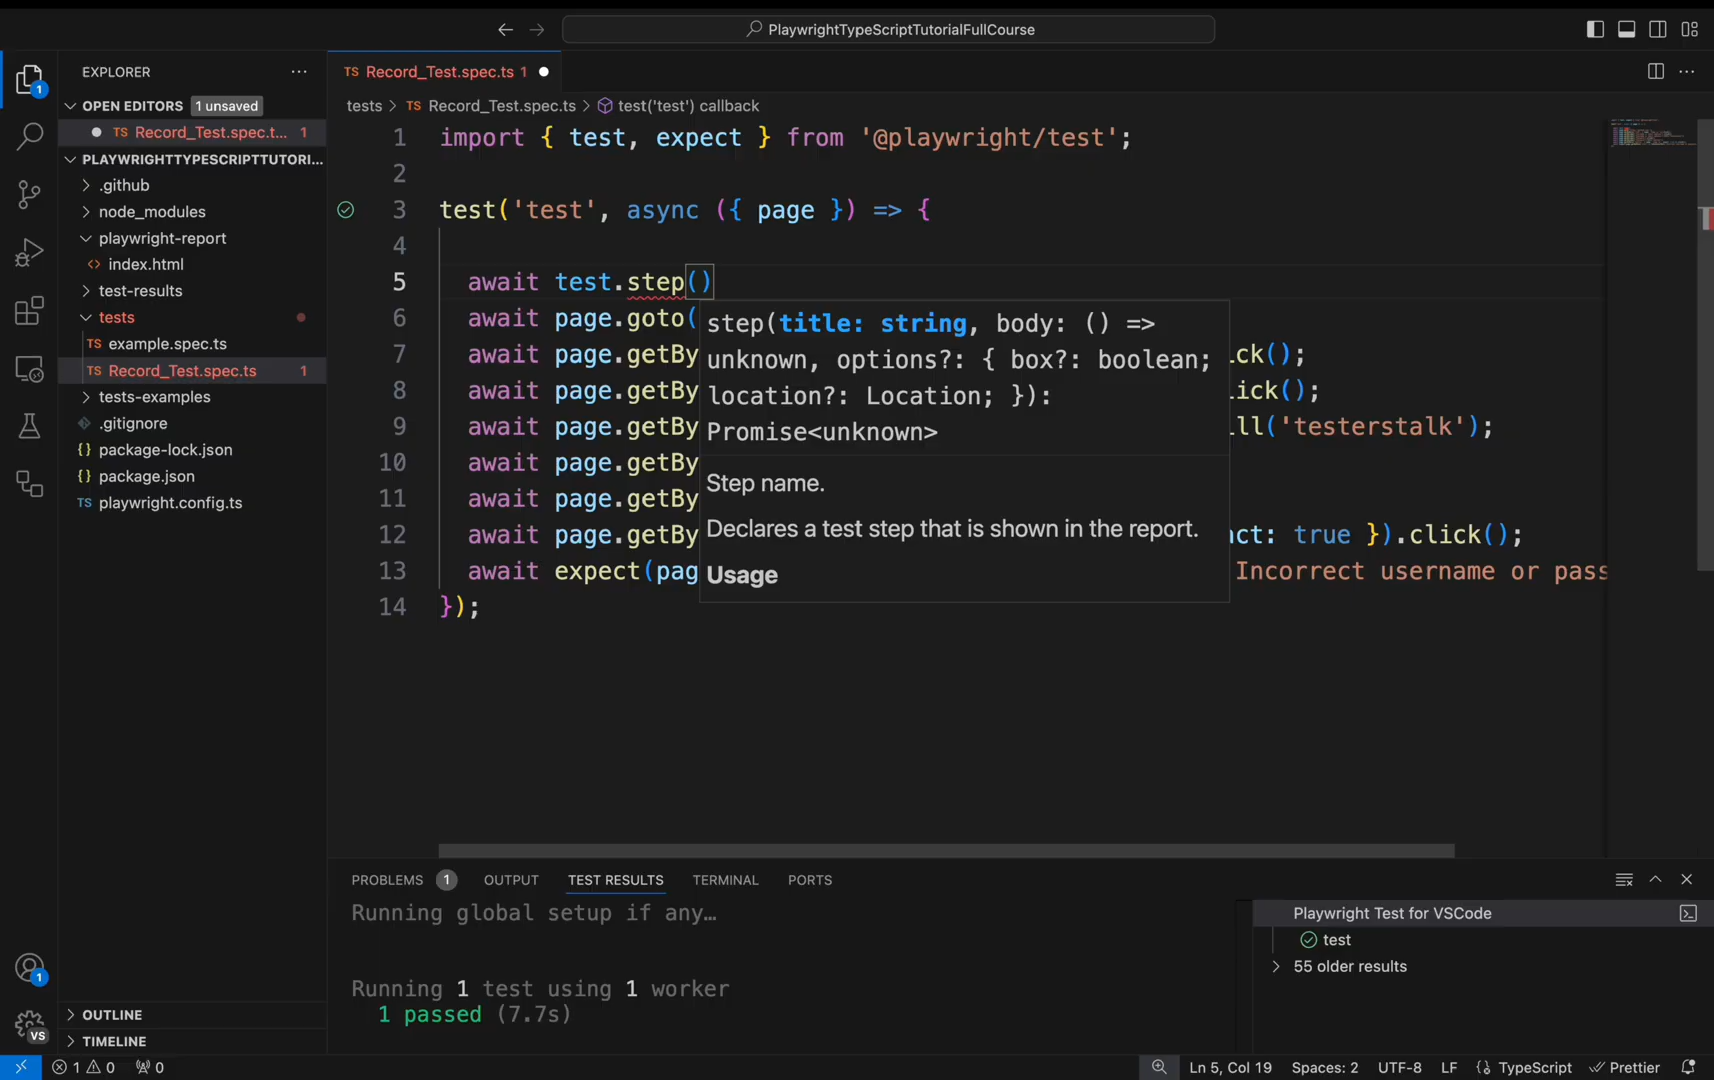 PlaywrightTypeScriptTutorialFullCourse
EXPLORER
OPEN EDITORS 1 unsaved
TS Record_Test.spec.t... 1
PLAYWRIGHTTYPESCRIPTTUTORI...
.github
node_modules
playwright-report
<> index.html
test-results
tests
TS example.spec.ts
TS Record_Test.spec.ts 1
tests-examples
.gitignore
{} package-lock.json
{} package.json
TS playwright.config.ts
OUTLINE
TIMELINE
1
1
VS
TS Record_Test.spec.ts 1
tests > TS Record_Test.spec.ts > test('test') callback
1 import { test, expect } from '@playwright/test';
2
3 test('test', async ({ page }) => {
4
5 await test.step()
6 await page.goto(
7 await page.getBy ick();
8 await page.getBy ick();
9 await page.getBy ll('testerstalk');
10 await page.getBy
11 await page.getBy
12 await page.getBy act: true }).click();
13 await expect(pag Incorrect username or pass
14 });
step(title: string, body: () =>
unknown, options?: { box?: boolean;
location?: Location; }):
Promise<unknown>
Step name.
Declares a test step that is shown in the report.
Usage
PROBLEMS 1 OUTPUT TEST RESULTS TERMINAL PORTS
Running global setup if any…
Running 1 test using 1 worker
1 passed (7.7s)
Playwright Test for VSCode
test
55 older results
1 0 0
Ln 5, Col 19 Spaces: 2 UTF-8 LF {} TypeScript Prettier